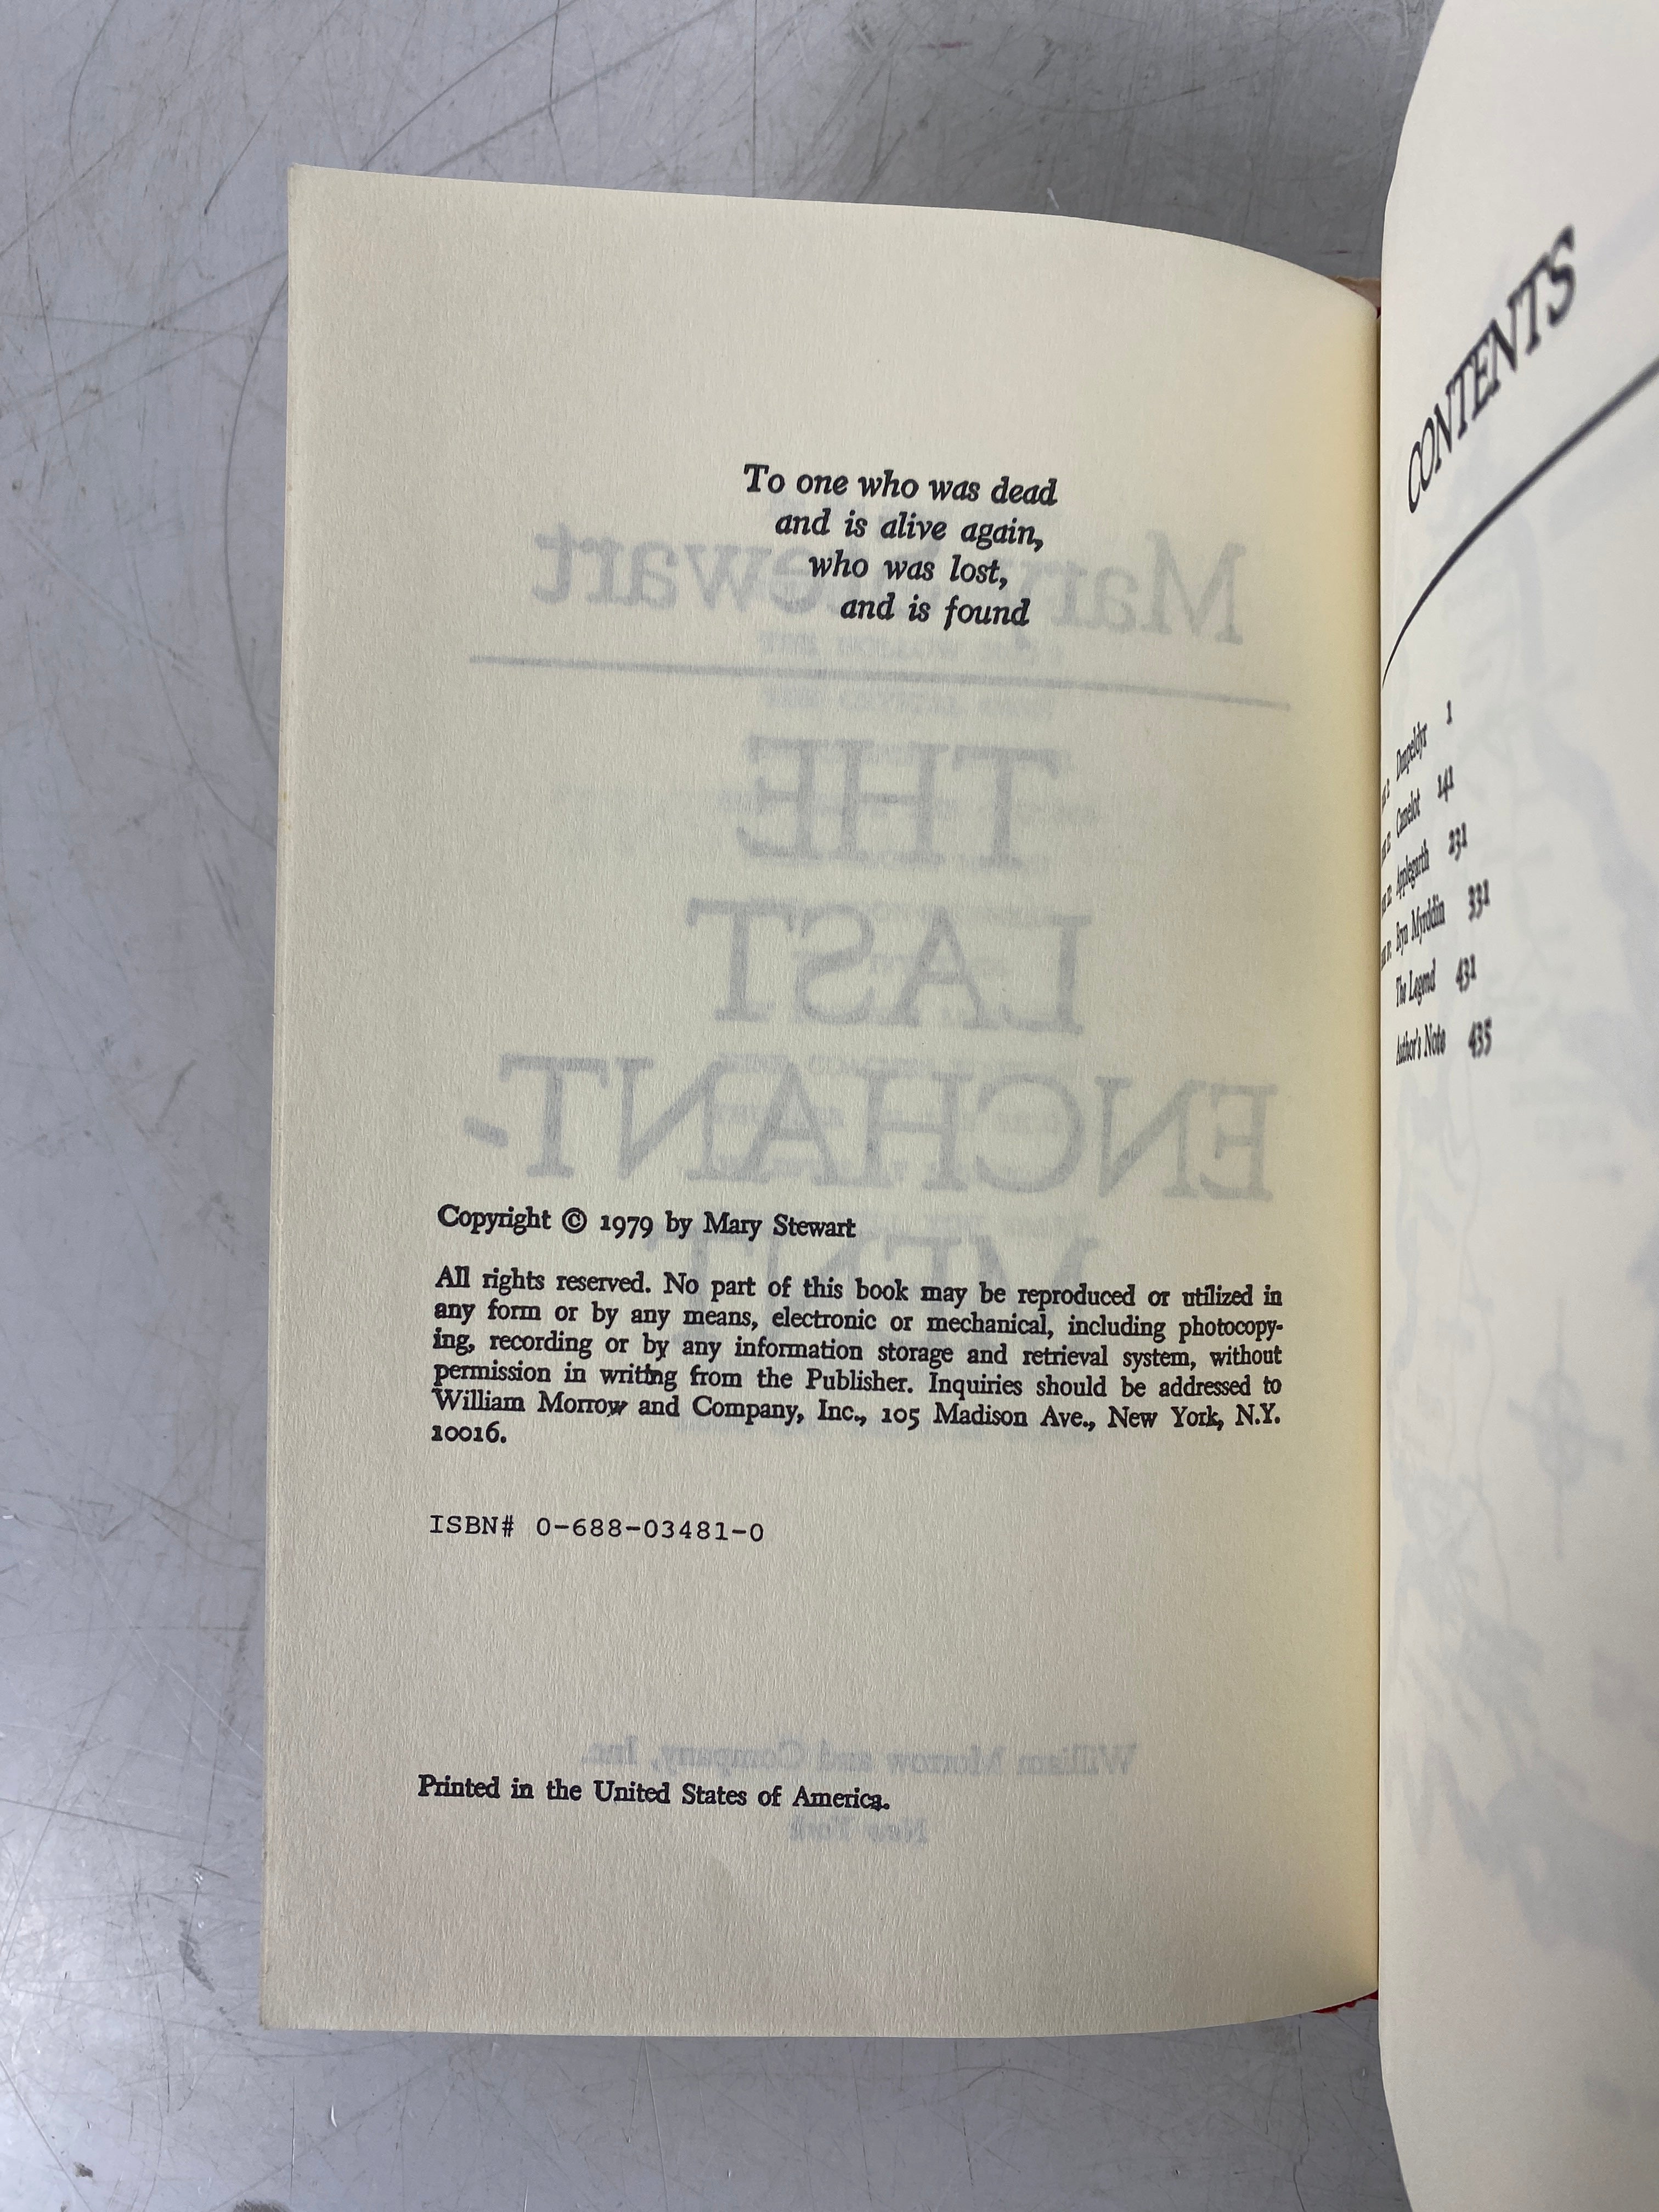 To one who was dead
and is alive again,
who was lost,
and is found
Copyright © 1979 by Mary Stewart
All rights reserved. No part of this book may be reproduced or utilized in
any form or by any means, electronic or mechanical, including photocopy-
ing, recording or by any information storage and retrieval system, without
permission in writing from the Publisher. Inquiries should be addressed to
William Morrow and Company, Inc., 105 Madison Ave., New York, N.Y.
10016.
ISBN# 0-688-03481-0
Printed in the United States of America.
CONTENTS
Dunpeldyr 1
Camelot 141
Applegarth 231
Bryn Myrddin 331
The Legend 431
Author's Note 435